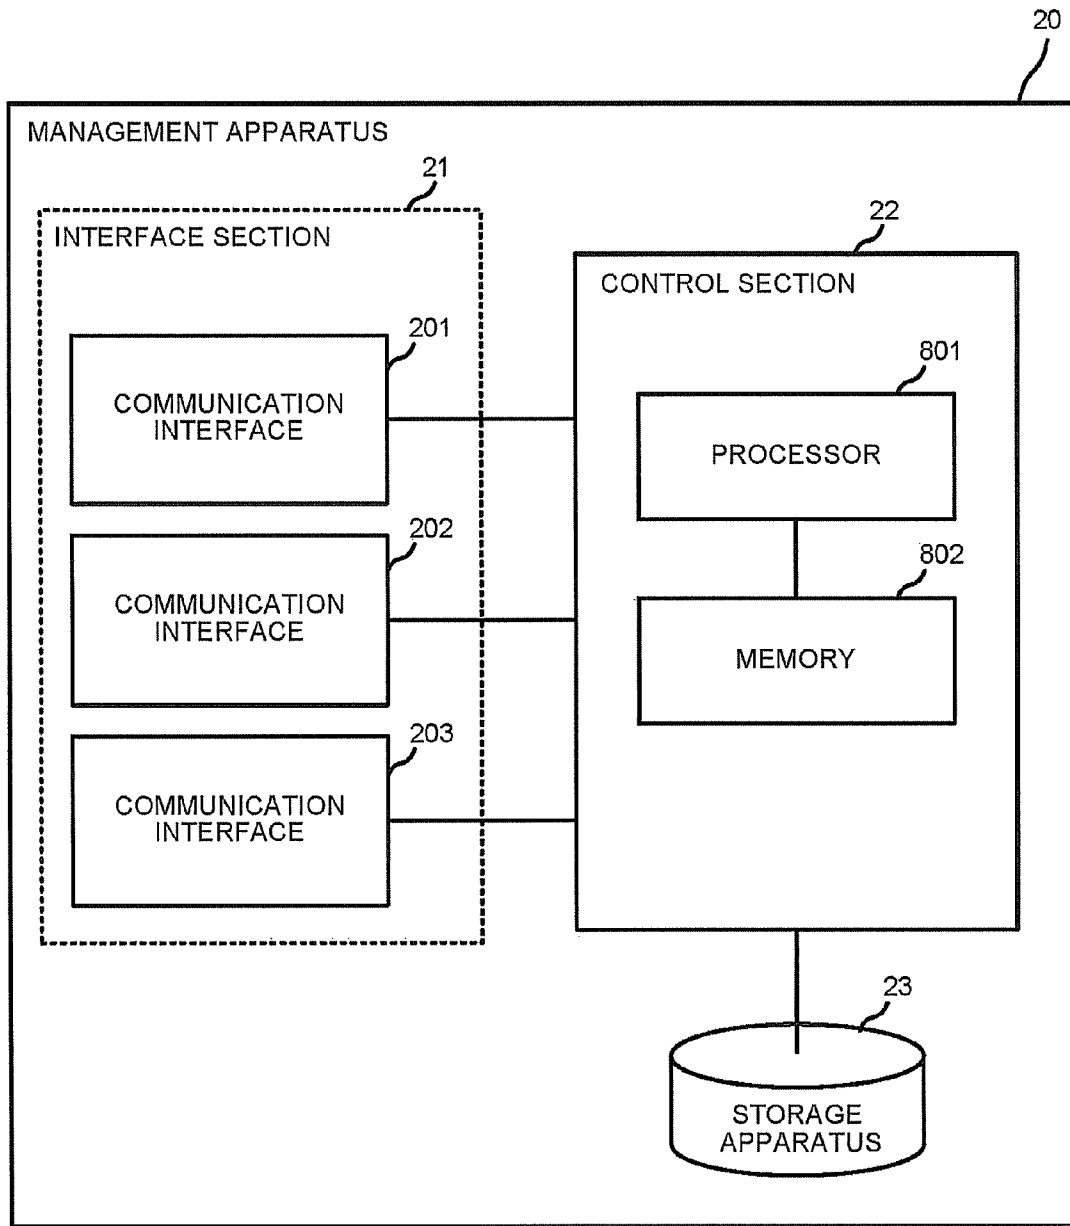 20
MANAGEMENT APPARATUS
21
INTERFACE SECTION
22
CONTROL SECTION
201
COMMUNICATION
INTERFACE
801
PROCESSOR
202
COMMUNICATION
INTERFACE
802
MEMORY
203
COMMUNICATION
INTERFACE
23
STORAGE
APPARATUS